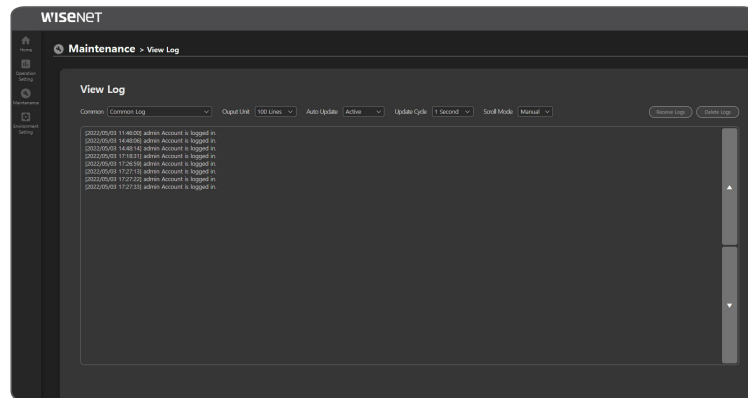 WISENET
Home
Maintenance > View Log
Operation
Setting
Maintenance
Environment
Setting
View Log
Common Common Log Ouput Unit 100 Lines Auto Update Active Update Cycle 1 Second Scroll Mode Manual Receive Logs Delete Logs
[2022/05/03 11:46:00] admin Account is logged in.
[2022/05/03 14:48:06] admin Account is logged in.
[2022/05/03 14:48:14] admin Account is logged in.
[2022/05/03 17:18:31] admin Account is logged in.
[2022/05/03 17:26:59] admin Account is logged in.
[2022/05/03 17:27:13] admin Account is logged in.
[2022/05/03 17:27:22] admin Account is logged in.
[2022/05/03 17:27:33] admin Account is logged in.